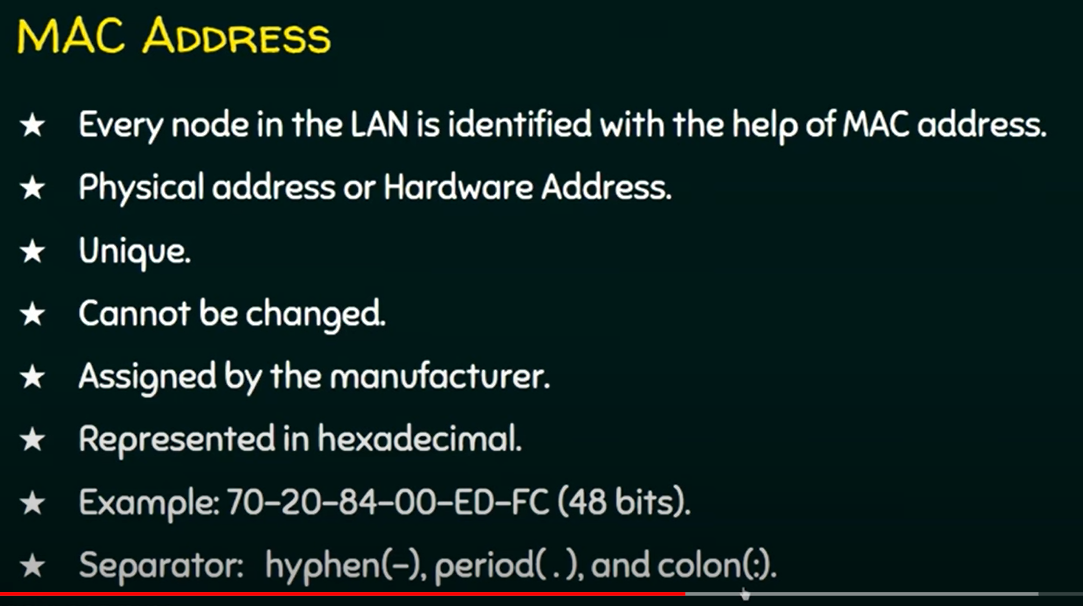 MAC ADDRESS
★ Every node in the LAN is identified with the help of MAC address.
★ Physical address or Hardware Address.
★ Unique.
★ Cannot be changed.
★ Assigned by the manufacturer.
★ Represented in hexadecimal.
★ Example: 70-20-84-00-ED-FC (48 bits).
★ Separator: hyphen(-), period( . ), and colon(:).